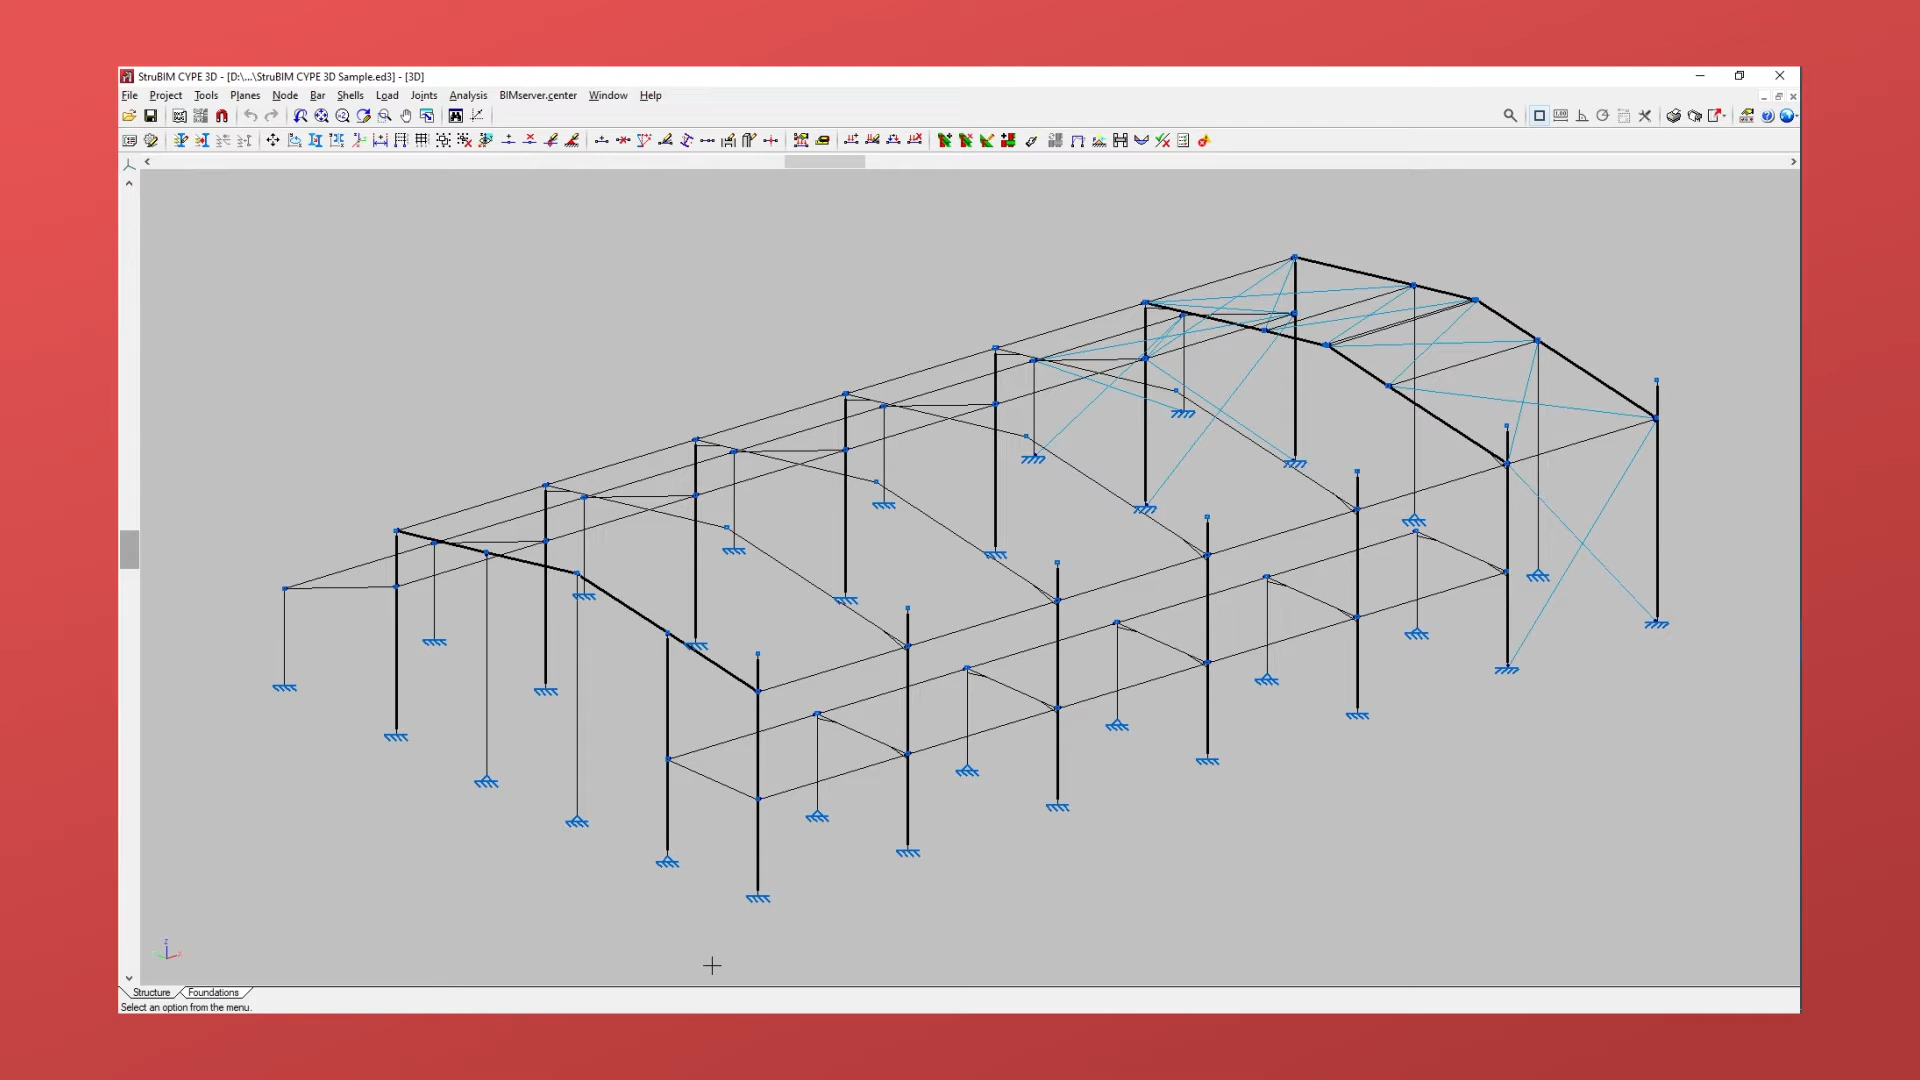 StruBIM CYPE 3D - [D:\...\StruBIM CYPE 3D Sample.ed3] - [3D]
File Project Tools Planes Node Bar Shells Load Joints Analysis BIMserver.center Window Help
Structure Foundations
Select an option from the menu.